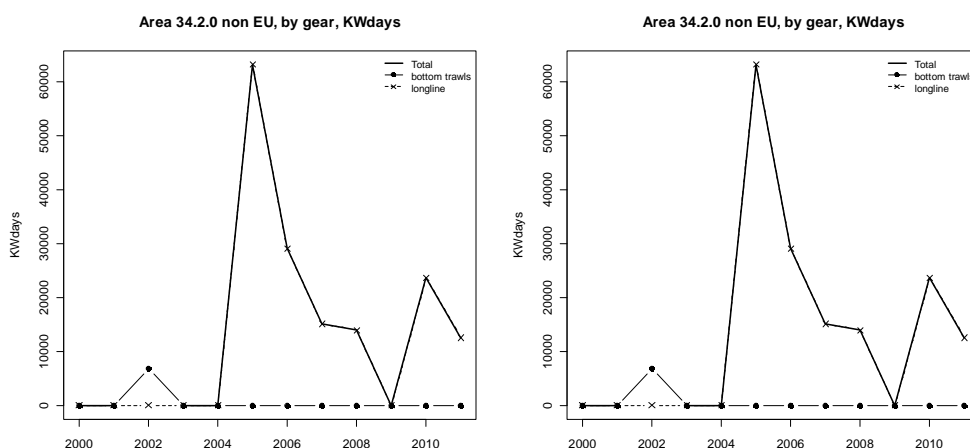 Area 34.2.0 non EU, by gear, KWdays
Total
bottom trawls
longline
KWdays
60000
50000
40000
30000
20000
10000
0
2000 2002 2004 2006 2008 2010
Area 34.2.0 non EU, by gear, KWdays
Total
bottom trawls
longline
KWdays
60000
50000
40000
30000
20000
10000
0
2000 2002 2004 2006 2008 2010